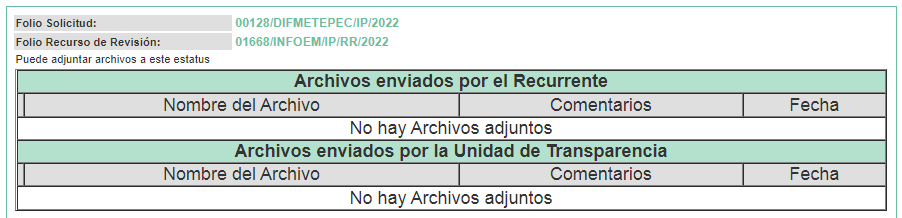 Folio Solicitud: 00128/DIFMETEPEC/IP/2022
Folio Recurso de Revisión: 01668/INFOEM/IP/RR/2022
Puede adjuntar archivos a este estatus
Archivos enviados por el Recurrente
Nombre del Archivo Comentarios Fecha
No hay Archivos adjuntos
Archivos enviados por la Unidad de Transparencia
Nombre del Archivo Comentarios Fecha
No hay Archivos adjuntos